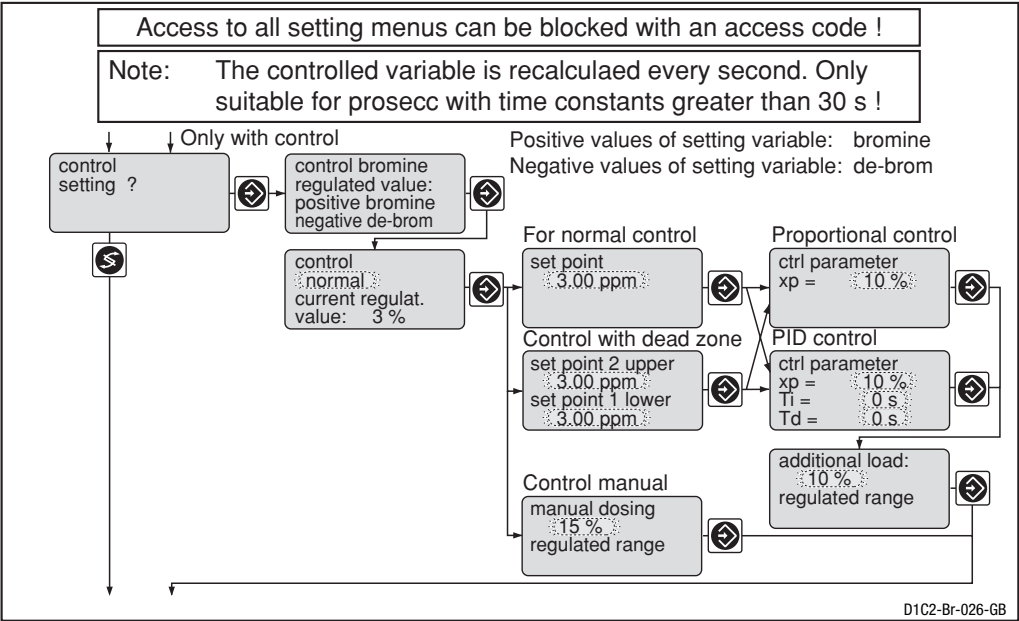 Access to all setting menus can be blocked with an access code !
Note: The controlled variable is recalculaed every second. Only
suitable for prosecc with time constants greater than 30 s !
Only with control
Positive values of setting variable: bromine
Negative values of setting variable: de-brom
control
setting ?
control bromine
regulated value:
positive bromine
negative de-brom
control
normal
current regulat.
value: 3 %
For normal control
set point
3.00 ppm
Proportional control
ctrl parameter
xp = 10 %
Control with dead zone
set point 2 upper
3.00 ppm
set point 1 lower
3.00 ppm
PID control
ctrl parameter
xp = 10 %
Ti = 0 s
Td = 0 s
additional load:
10 %
regulated range
Control manual
manual dosing
15 %
regulated range
D1C2-Br-026-GB